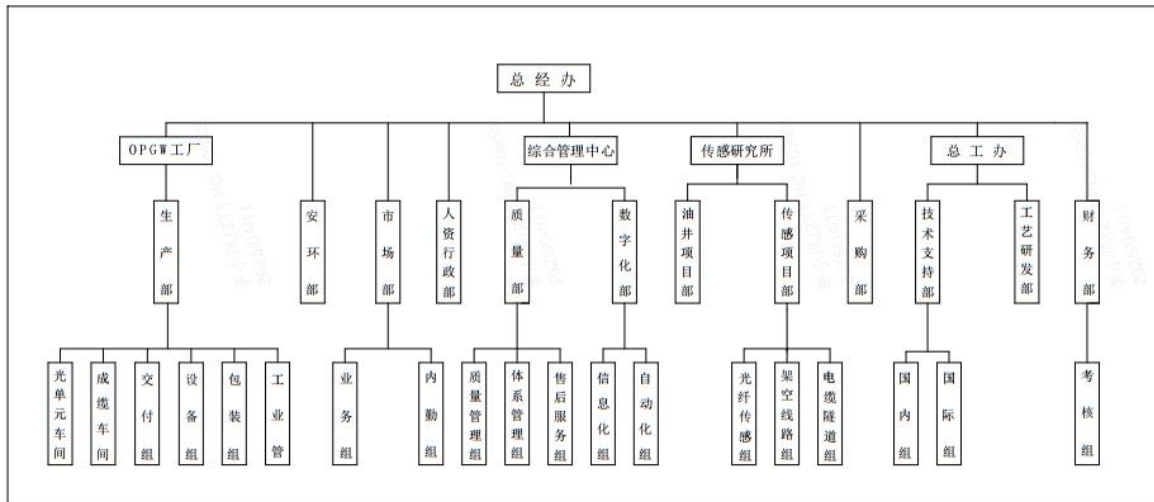 总经办
OPGW工厂
综合管理中心
传感研究所
总工办
生产部
安环部
市场部
人资行政部
质量部
数字化部
油井项目部
传感项目部
采购部
技术支持部
工艺研发部
财务部
光单元车间
成缆车间
交付组
设备组
包装组
工业管
业务组
内勤组
质量管理组
体系管理组
售后服务组
信息化组
自动化组
光纤传感组
架空线路组
电缆隧道组
国内组
国际组
考核组